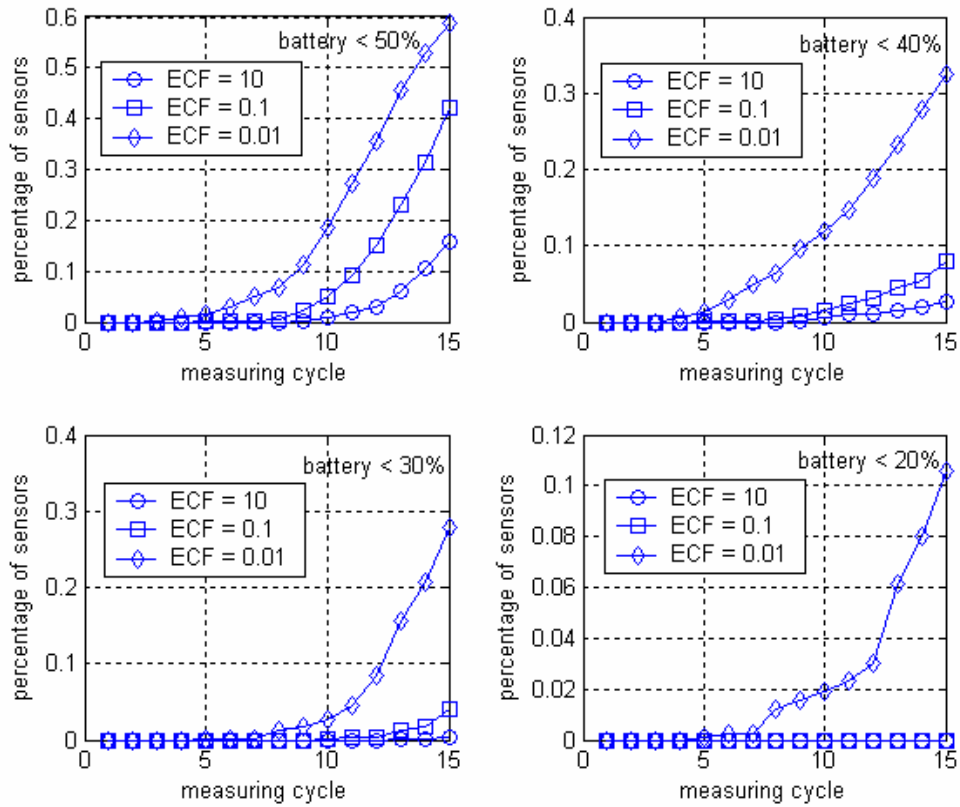 battery < 50%
ECF = 10
ECF = 0.1
ECF = 0.01
percentage of sensors
0.6
0.5
0.4
0.3
0.2
0.1
0
0 5 10 15
measuring cycle
battery < 40%
ECF = 10
ECF = 0.1
ECF = 0.01
percentage of sensors
0.4
0.3
0.2
0.1
0
0 5 10 15
measuring cycle
battery < 30%
ECF = 10
ECF = 0.1
ECF = 0.01
percentage of sensors
0.4
0.3
0.2
0.1
0
0 5 10 15
measuring cycle
battery < 20%
ECF = 10
ECF = 0.1
ECF = 0.01
percentage of sensors
0.12
0.1
0.08
0.06
0.04
0.02
0
0 5 10 15
measuring cycle